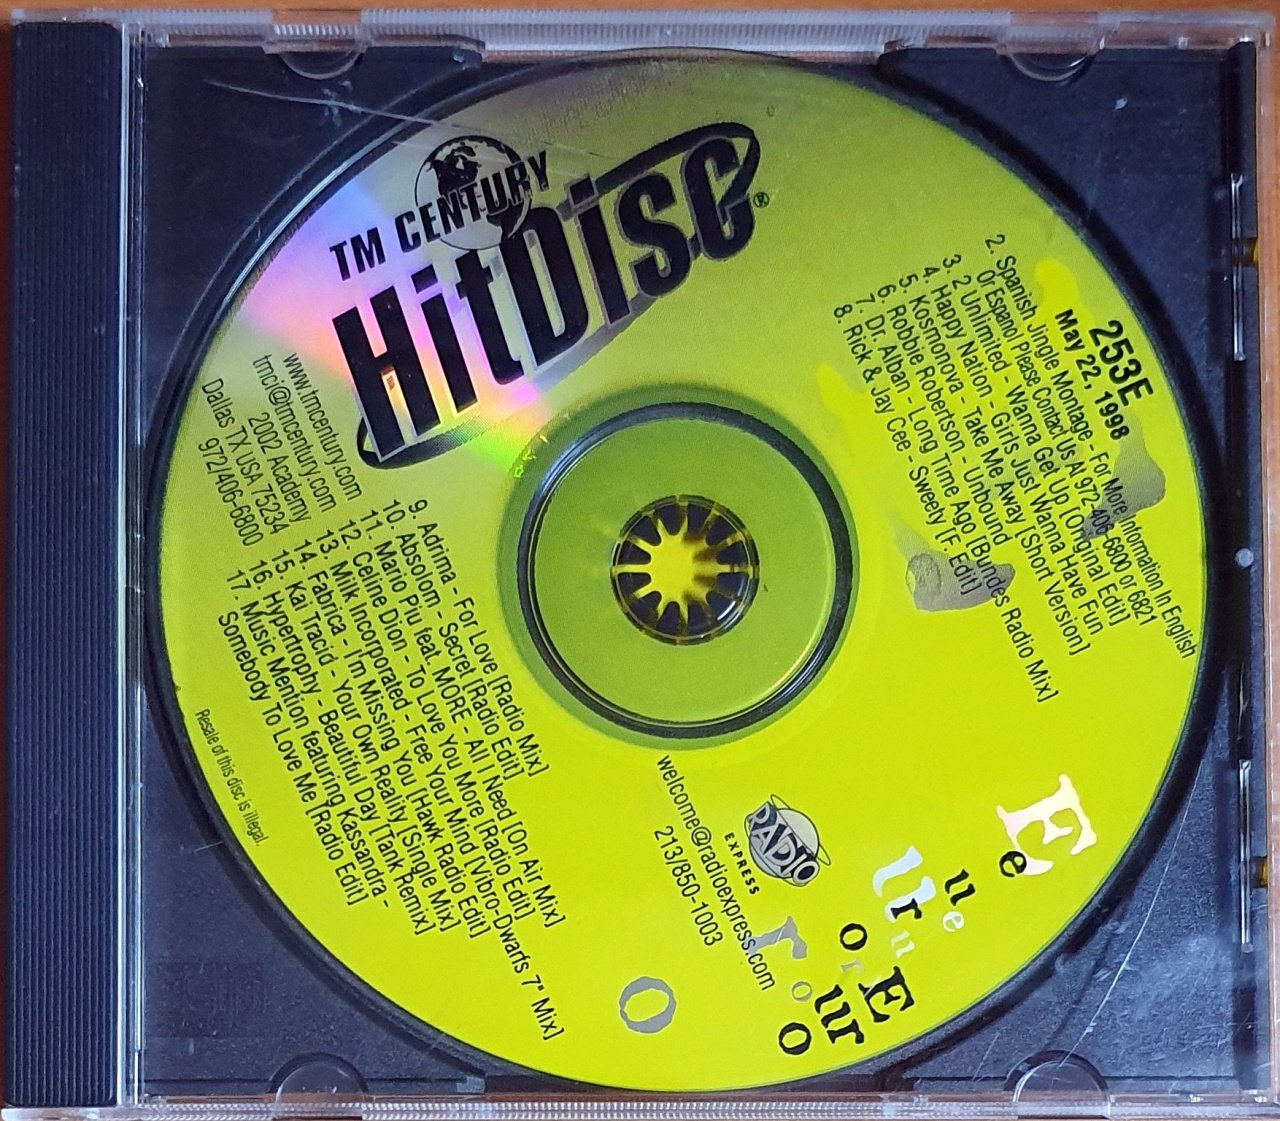 TM CENTURY
HitDisc®
TM
253E
May 22, 1998
2. Spanish Jingle Montage - For More Information In English
Or Espanol Please Contact Us At 972-406-6800 or 6821
3. 2 Unlimited - Wanna Get Up [Original Edit]
4. Happy Nation - Girls Just Wanna Have Fun
5. Kosmonova - Take Me Away [Short Version]
6. Robbie Robertson - Unbound
7. Dr. Alban - Long Time Ago [Bundes Radio Mix]
8. Rick & Jay Cee - Sweety [F. Edit]
www.tmcentury.com
tmci@tmcentury.com
2002 Academy
Dallas TX USA 75234
972/406-6800
9. Adrima - For Love [Radio Mix]
10. Absolom - Secret [Radio Edit]
11. Mario Piu feat. MORE - All I Need [On Air Mix]
12. Celine Dion - To Love You More [Radio Edit]
13. Milk Incorporated - Free Your Mind [Vibro-Dwarfs 7" Mix]
14. Fabrica - I'm Missing You [Hawk Radio Edit]
15. Kai Tracid - Your Own Reality [Single Mix]
16. Hypertrophy - Beautiful Day [Tank Remix]
17. Music Mention featuring Kassandra -
Somebody To Love Me [Radio Edit]
Resale of this disc is illegal.
RADIO
EXPRESS
welcome@radioexpress.com
213/850-1003
Euro
euro
euro
Euro